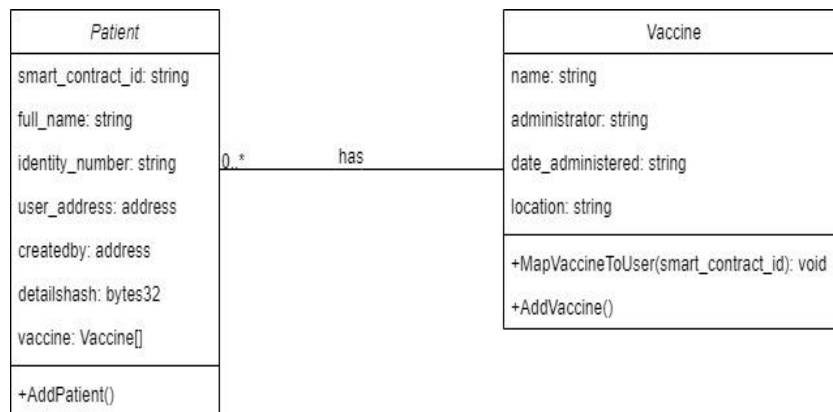 Patient
smart_contract_id: string
full_name: string
identity_number: string
user_address: address
createdby: address
detailshash: bytes32
vaccine: Vaccine[]
+AddPatient()
0..*
has
Vaccine
name: string
administrator: string
date_administered: string
location: string
+MapVaccineToUser(smart_contract_id): void
+AddVaccine()